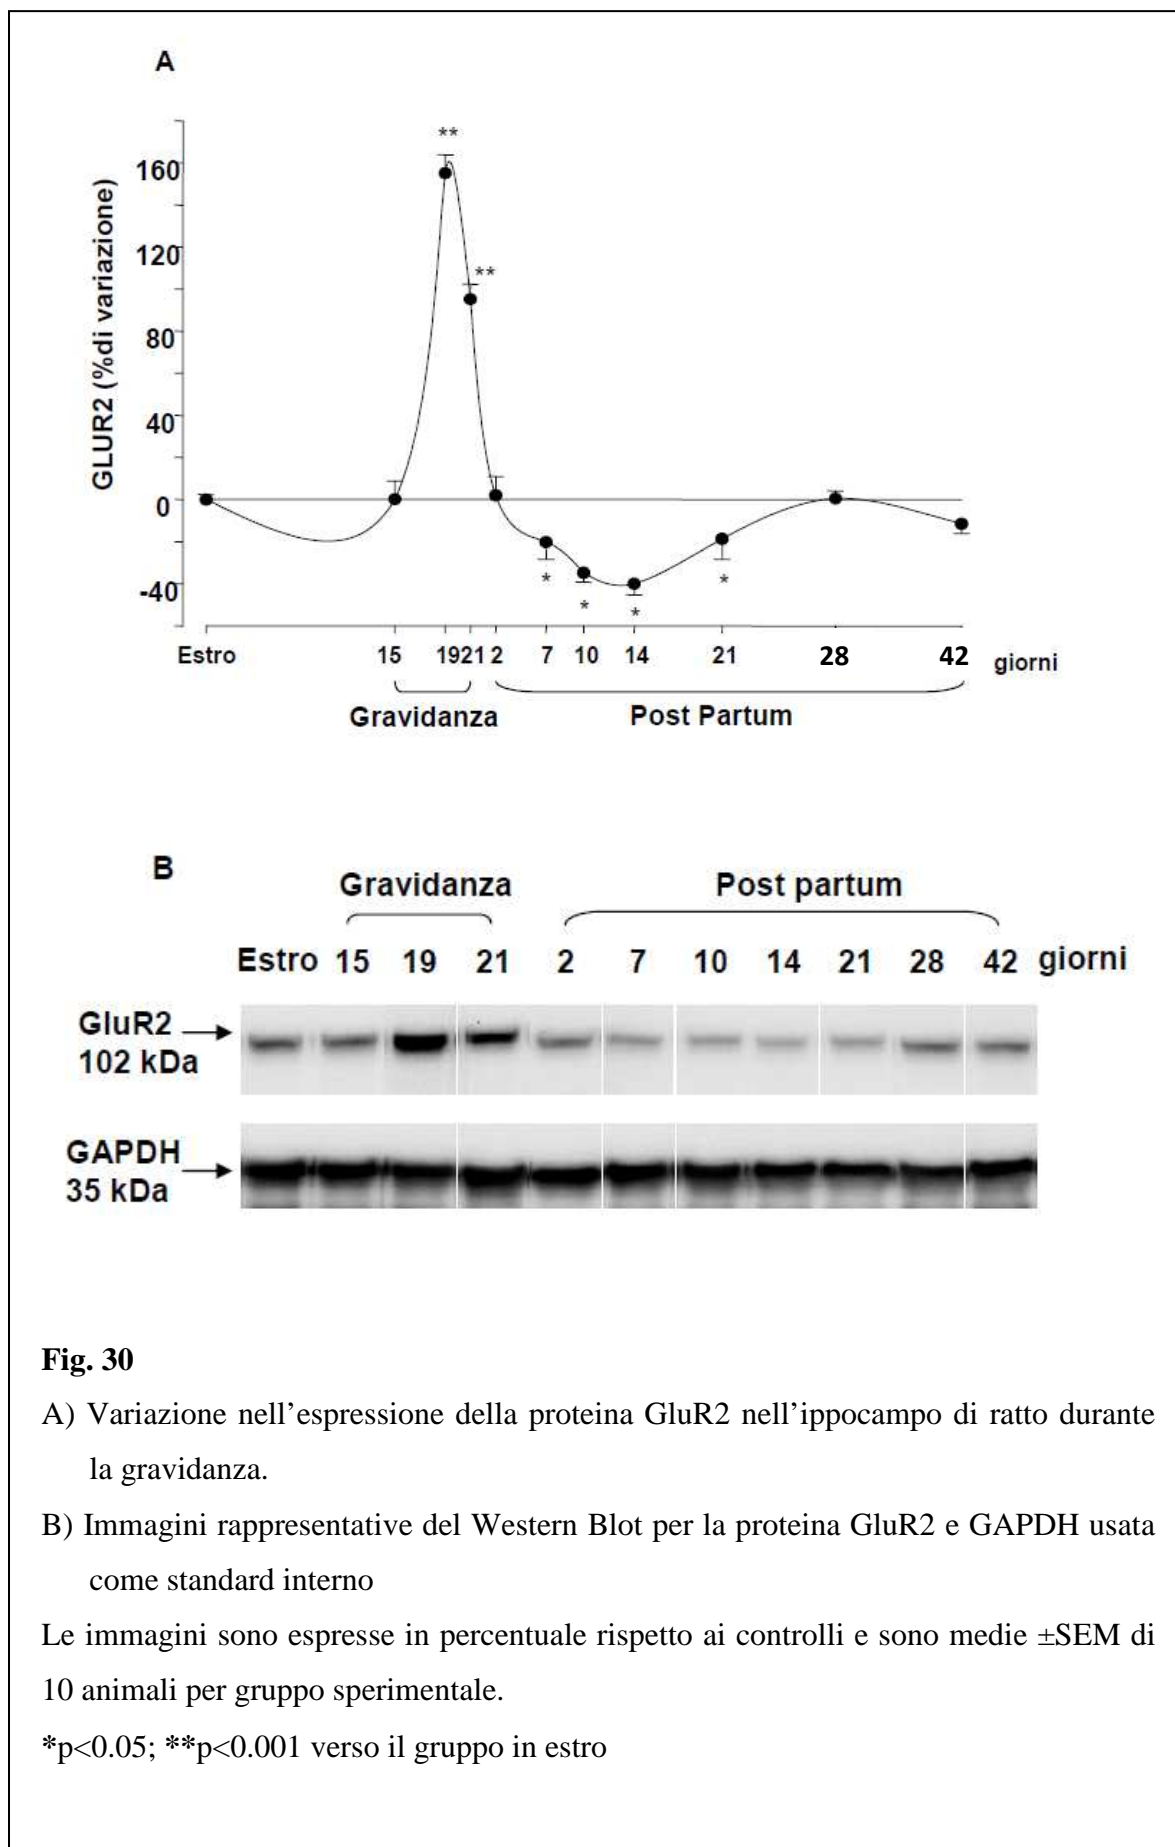 A
GLUR2 (%di variazione)
**
160
**
120
80
40
0
-40
* * * *
Estro 15 19 21 2 7 10 14 21 28 42 giorni
Gravidanza Post Partum
B
Gravidanza Post partum
Estro 15 19 21 2 7 10 14 21 28 42 giorni
GluR2
102 kDa
GAPDH
35 kDa
Fig. 30
A) Variazione nell’espressione della proteina GluR2 nell’ippocampo di ratto durante
la gravidanza.
B) Immagini rappresentative del Western Blot per la proteina GluR2 e GAPDH usata
come standard interno
Le immagini sono espresse in percentuale rispetto ai controlli e sono medie ±SEM di
10 animali per gruppo sperimentale.
*p<0.05; **p<0.001 verso il gruppo in estro